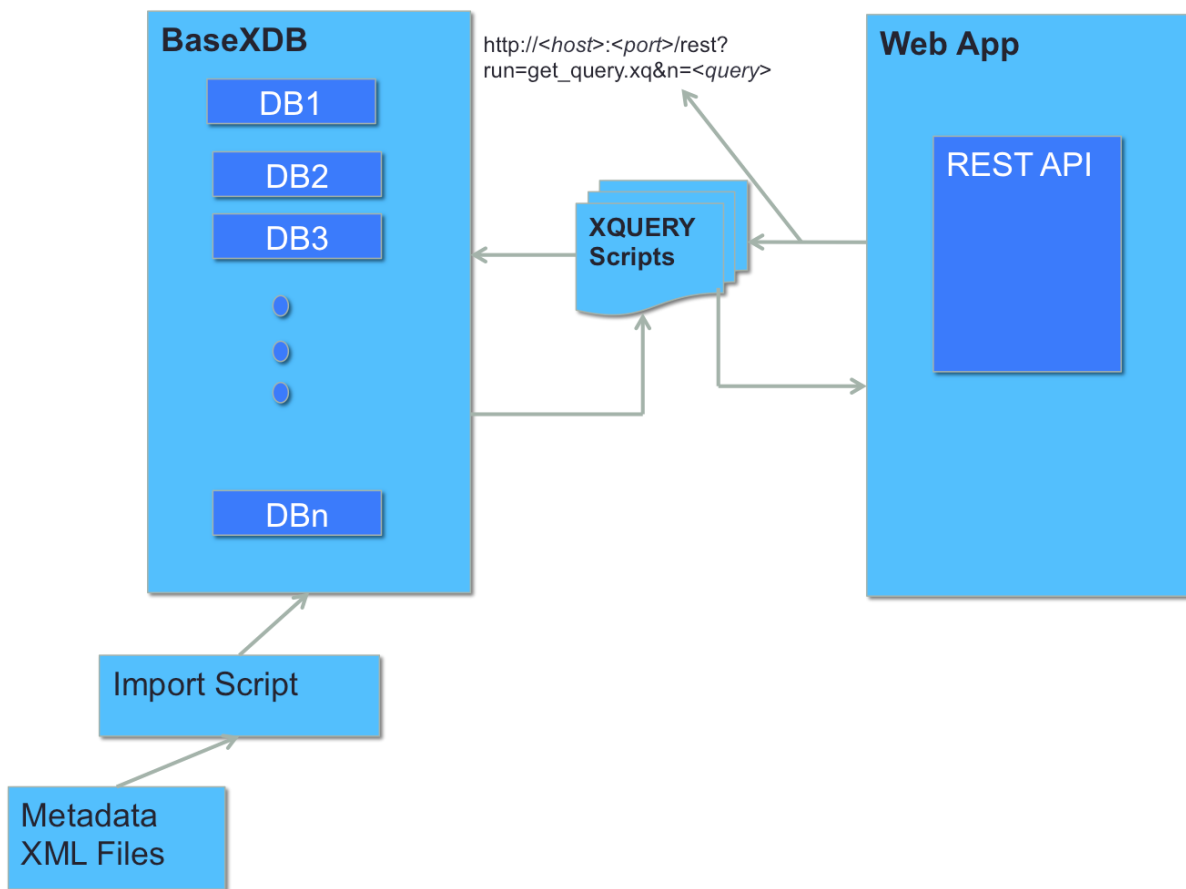 BaseXDB
DB1
DB2
DB3
DBn
http://<host>:<port>/rest?
run=get_query.xq&n=<query>
XQUERY
Scripts
Web App
REST API
Import Script
Metadata
XML Files